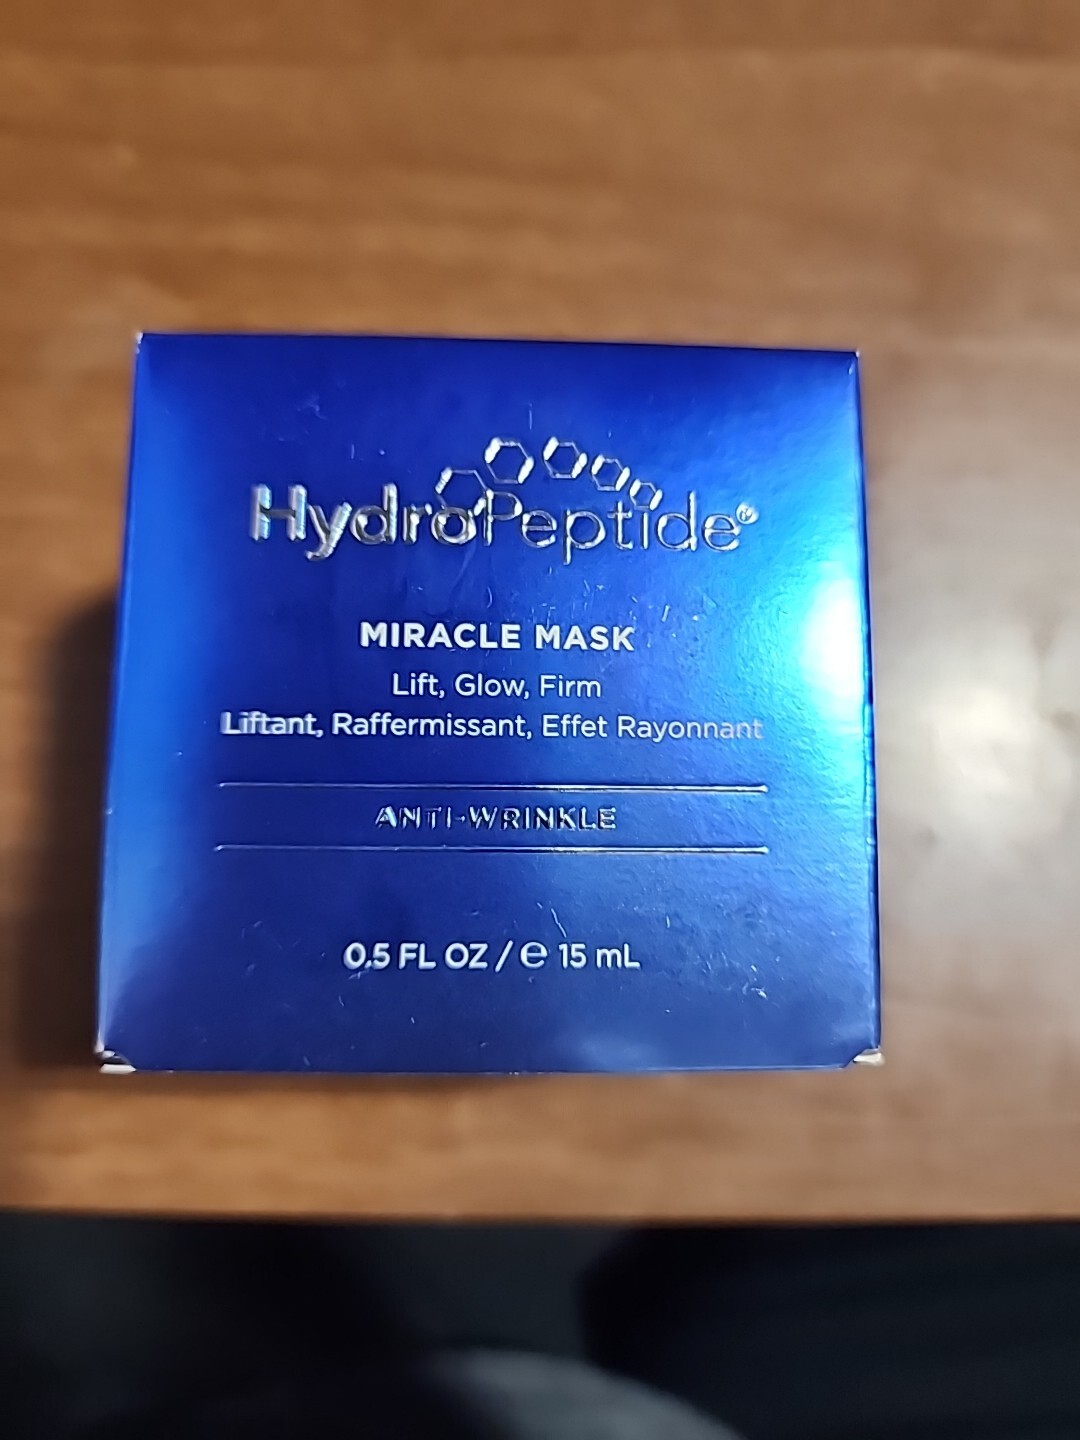 HydroPeptide®
MIRACLE MASK
Lift, Glow, Firm
Liftant, Raffermissant, Effet Rayonnant
ANTI-WRINKLE
0.5 FL OZ / ℮ 15 mL